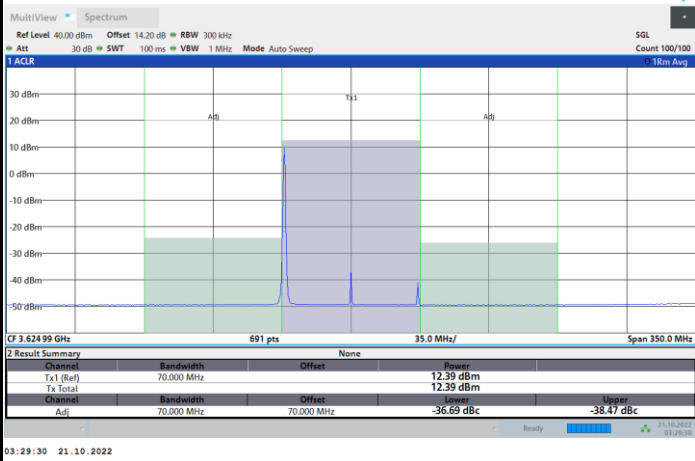 MultiView Spectrum
Ref Level 40.00 dBm Offset 14.20 dB RBW 300 kHz SGL
Att 30 dB SWT 100 ms VBW 1 MHz Mode Auto Sweep Count 100/100
1 ACLR 1Rm Avg
30 dBm
Tx1
20 dBm Adj Adj
10 dBm
0 dBm
-10 dBm
-20 dBm
-30 dBm
-40 dBm
-50 dBm
CF 3.624 99 GHz 691 pts 35.0 MHz/ Span 350.0 MHz
2 Result Summary None
Channel Bandwidth Offset Power
Tx1 (Ref) 70.000 MHz 12.39 dBm
Tx Total 12.39 dBm
Channel Bandwidth Offset Lower Upper
Adj 70.000 MHz 70.000 MHz -36.69 dBc -38.47 dBc
Ready 21.10.2022
03:29:30
03:29:30 21.10.2022